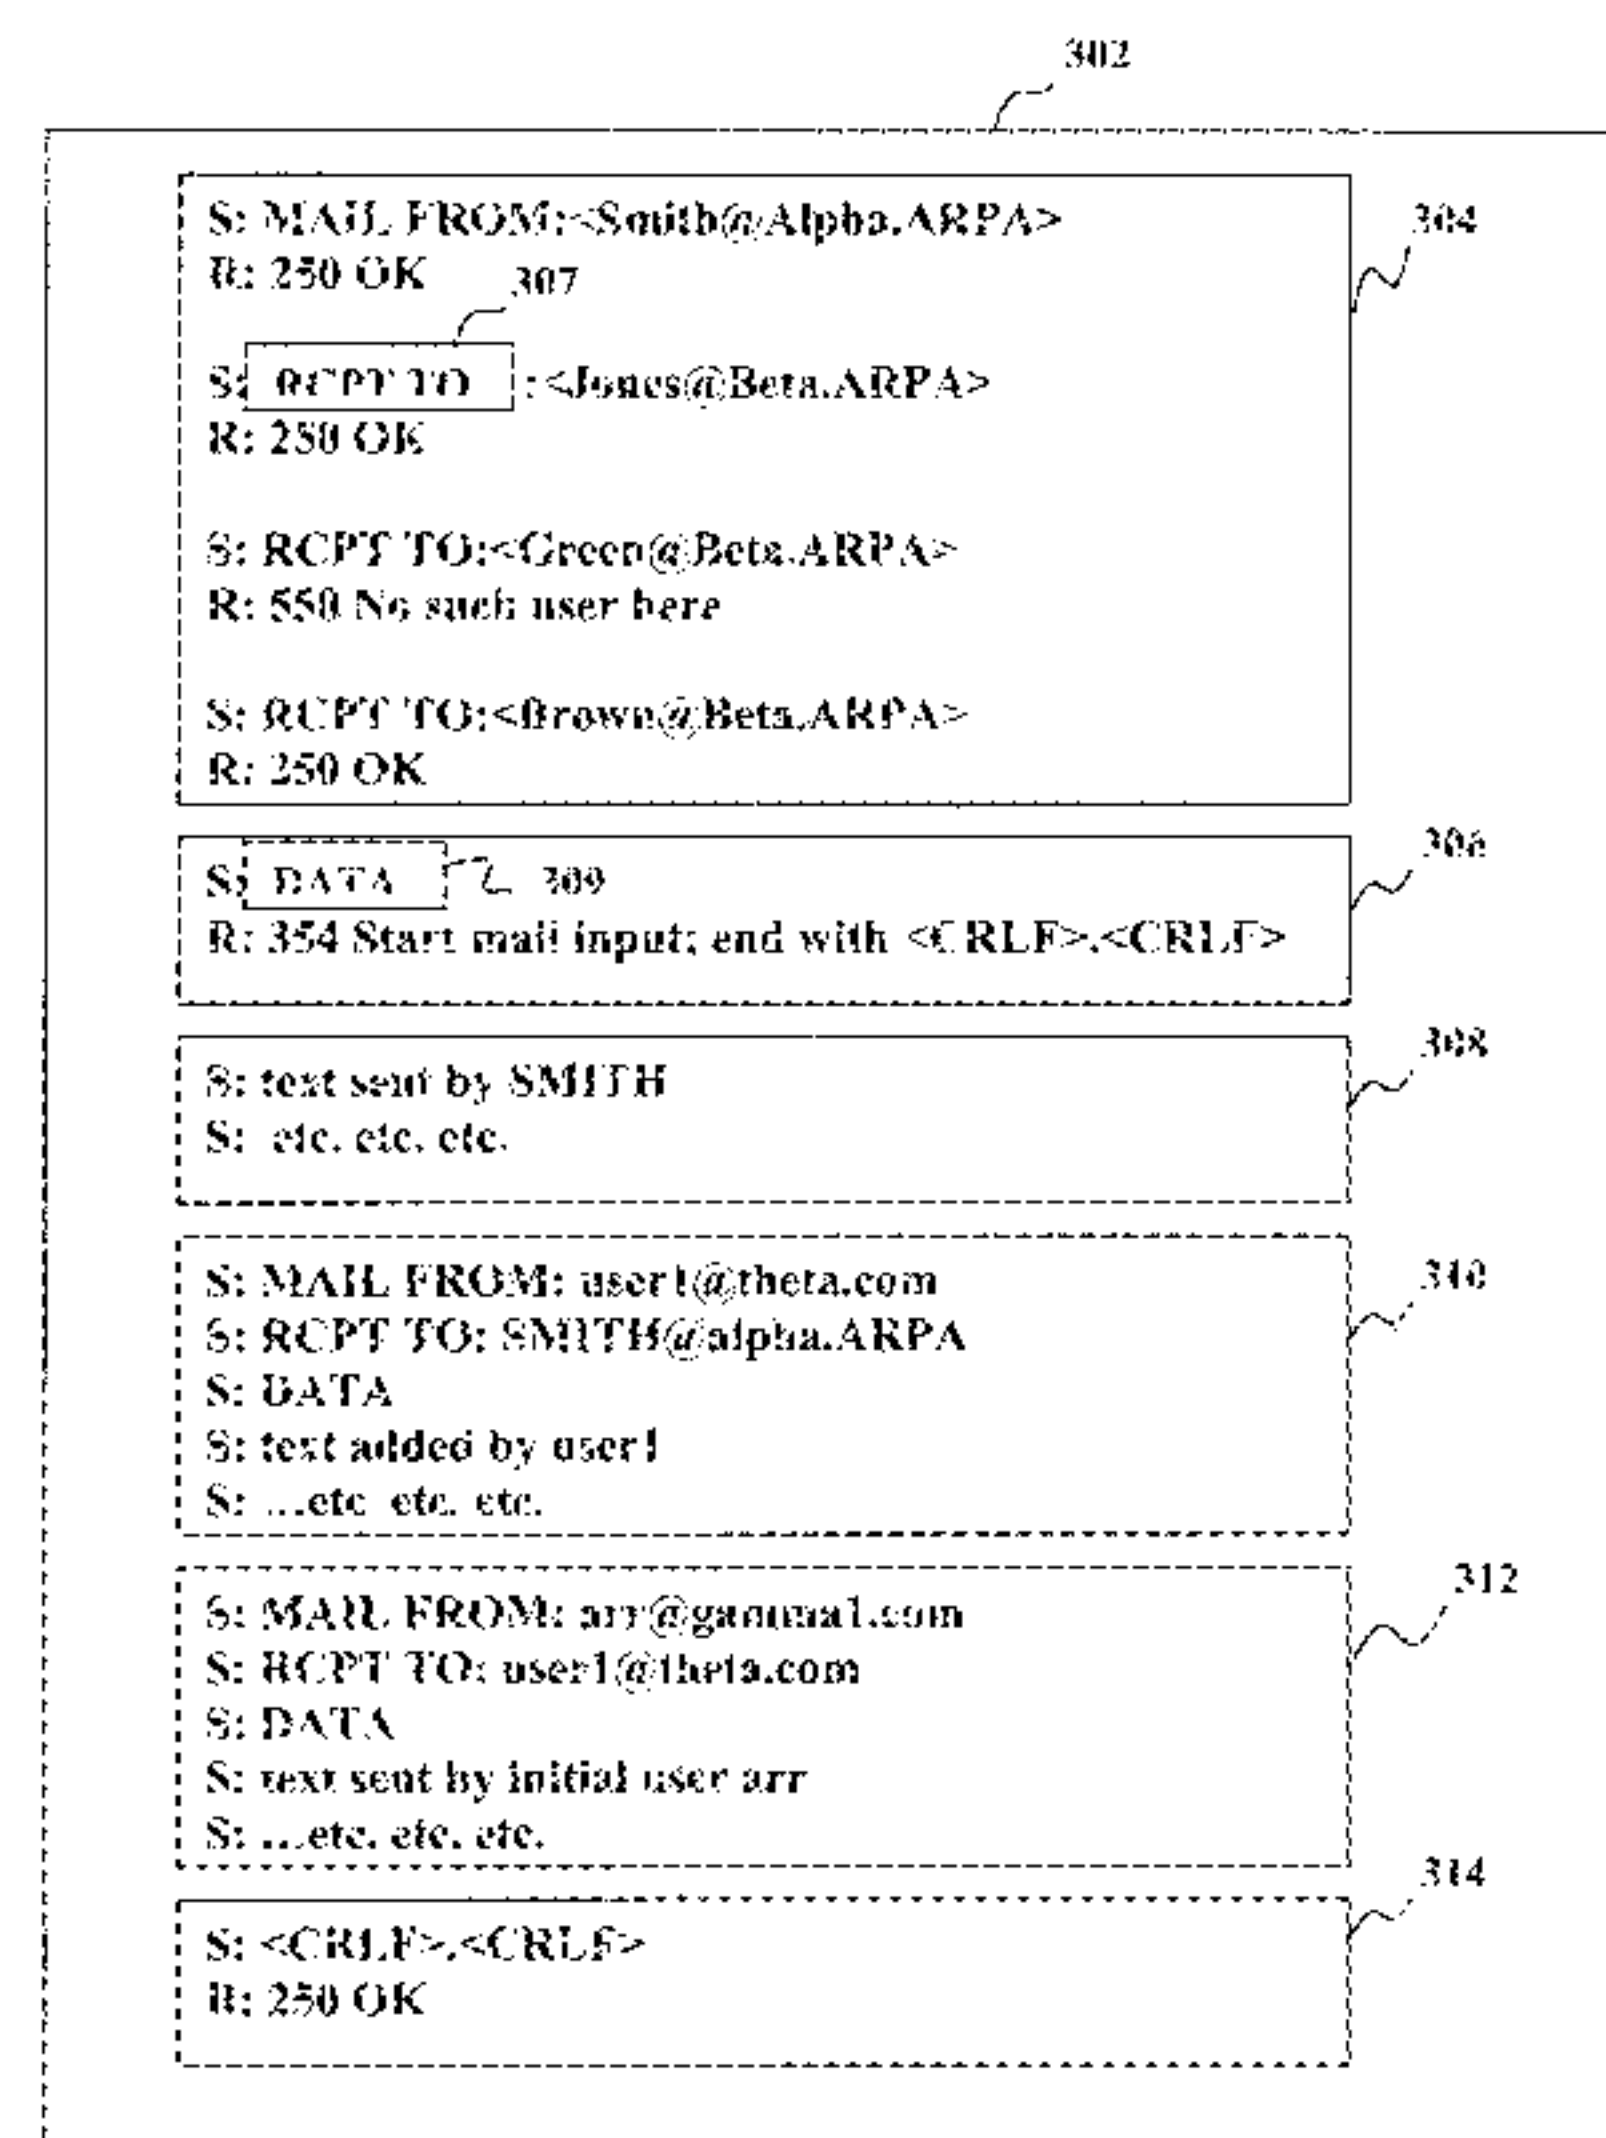 302
S: MAIL FROM:<Smith@Alpha.ARPA>
304
R: 250 OK
307
S: RCPT TO :<Jones@Beta.ARPA>
R: 250 OK
S: RCPT TO:<Green@Beta.ARPA>
R: 550 No such user here
S: RCPT TO:<Brown@Beta.ARPA>
R: 250 OK
306
S: DATA 309
R: 354 Start mail input; end with <CRLF>.<CRLF>
308
S: text sent by SMITH
S: etc. etc. etc.
310
S: MAIL FROM: user1@theta.com
S: RCPT TO: SMITH@alpha.ARPA
S: DATA
S: text added by user1
S: ...etc etc. etc.
312
S: MAIL FROM: arr@gamma1.com
S: RCPT TO: user1@theta.com
S: DATA
S: text sent by initial user arr
S: ...etc. etc. etc.
314
S: <CRLF>.<CRLF>
R: 250 OK